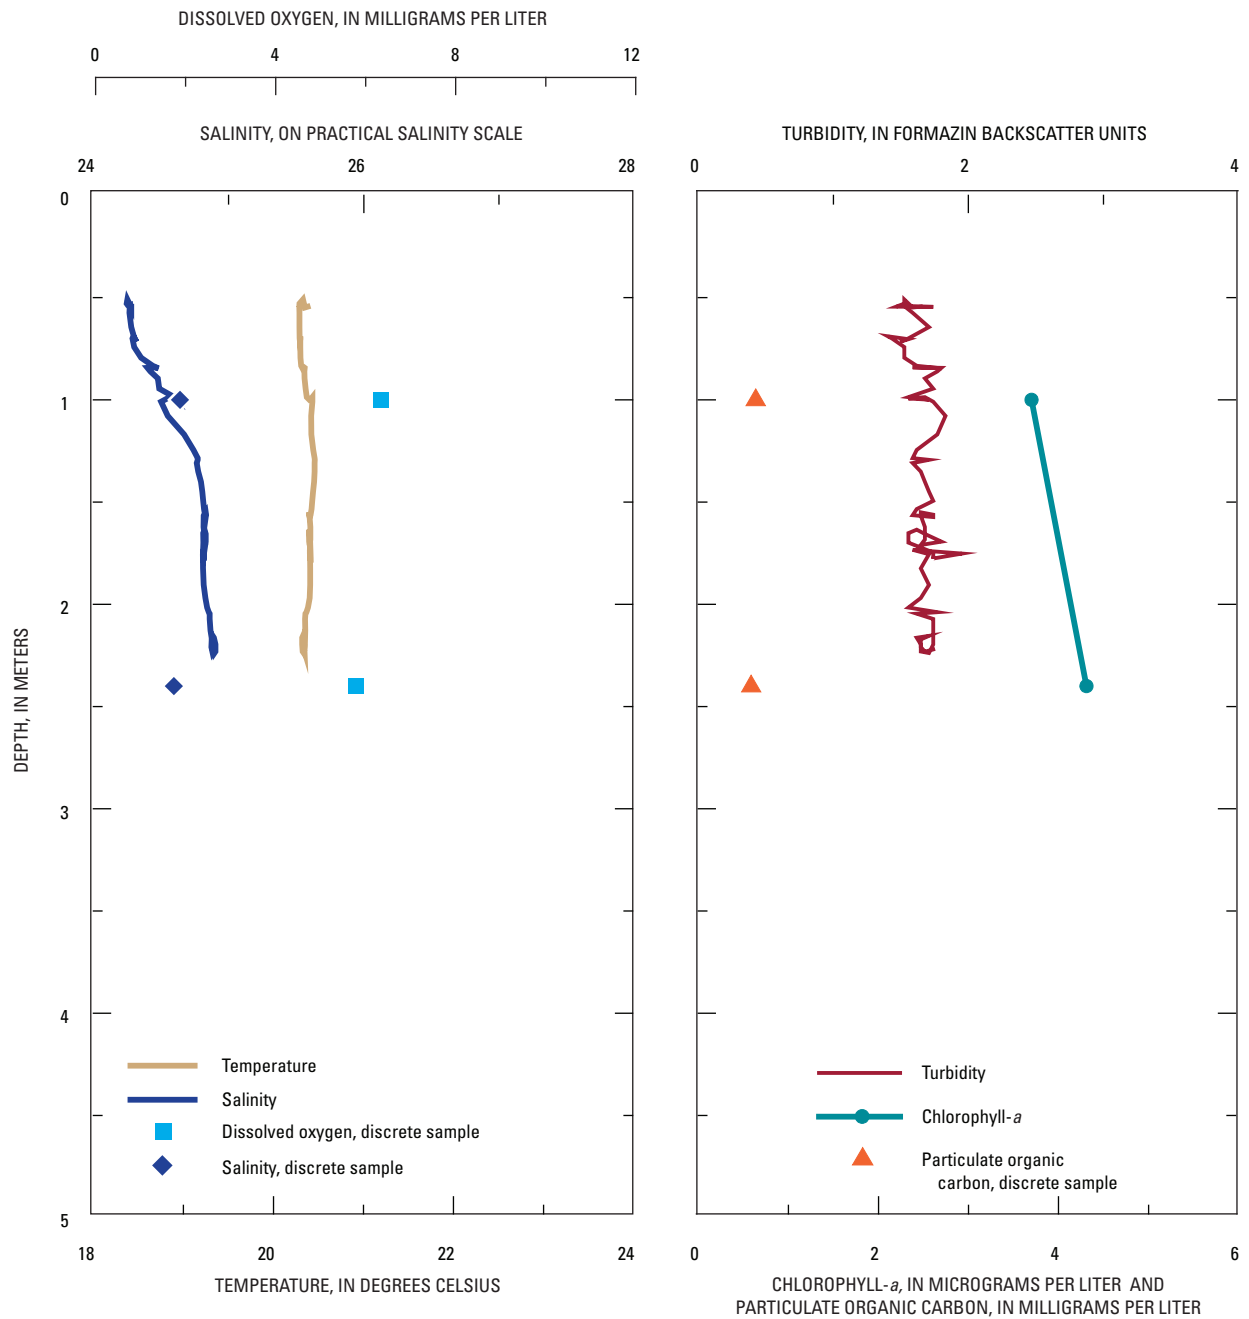 DISSOLVED OXYGEN, IN MILLIGRAMS PER LITER
0 4 8 12
SALINITY, ON PRACTICAL SALINITY SCALE
24 26 28
TURBIDITY, IN FORMAZIN BACKSCATTER UNITS
0 2 4
DEPTH, IN METERS
0
1
2
3
4
5
Temperature
Salinity
Dissolved oxygen, discrete sample
Salinity, discrete sample
Turbidity
Chlorophyll-a
Particulate organic
carbon, discrete sample
18 20 22 24
TEMPERATURE, IN DEGREES CELSIUS
0 2 4 6
CHLOROPHYLL-a, IN MICROGRAMS PER LITER AND
PARTICULATE ORGANIC CARBON, IN MILLIGRAMS PER LITER